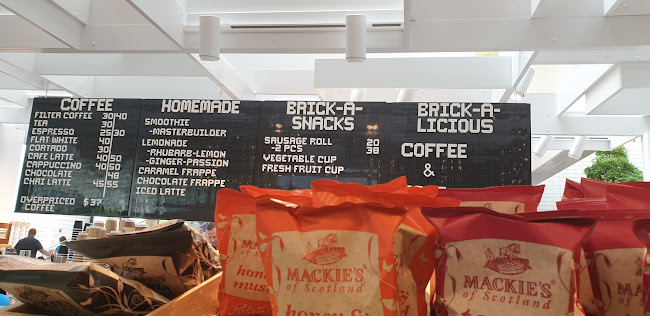 COFFEE
FILTER COFFEE 30|40
TEA 30
ESPRESSO 25|30
FLAT WHITE 40
CORTADO 30
CAFE LATTE 40|50
CAPPUCCINO 40|50
CHOCOLATE 48
CHAI LATTE 45|55
OVERPRICED $37
COFFEE
HOMEMADE
SMOOTHIE
-MASTERBUILDER
LEMONADE
-RHUBARB-LEMON
-GINGER-PASSION
CARAMEL FRAPPE
CHOCOLATE FRAPPE
ICED LATTE
BRICK-A-
SNACKS
SAUSAGE ROLL 20
-2 PCS 38
VEGETABLE CUP
FRESH FRUIT CUP
BRICK-A-
LICIOUS
COFFEE
&
MACKIE'S
of Scotland
honey &
MACKIE'S
of Scotland
MACKIE'S